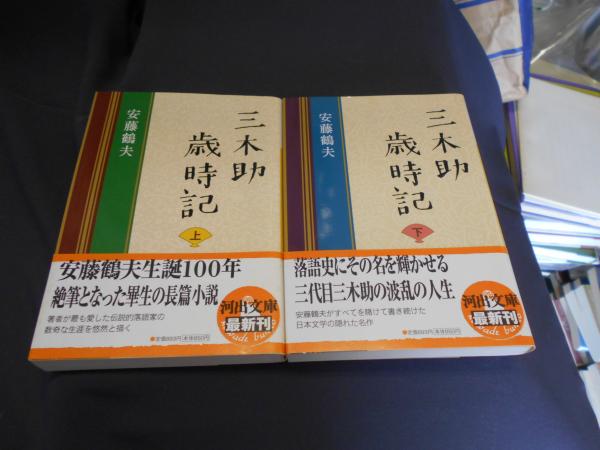 三木助
歳時記
上
安藤鶴夫
安藤鶴夫生誕100年
絶筆となった畢生の長篇小説
著者が最も愛した伝説的落語家の
数奇な生涯を悠然と描く
河出文庫
最新刊
三木助
歳時記
下
安藤鶴夫
落語史にその名を輝かせる
三代目三木助の波乱の人生
安藤鶴夫がすべてを賭けて書き続けた
日本文学の隠れた名作
河出文庫
最新刊